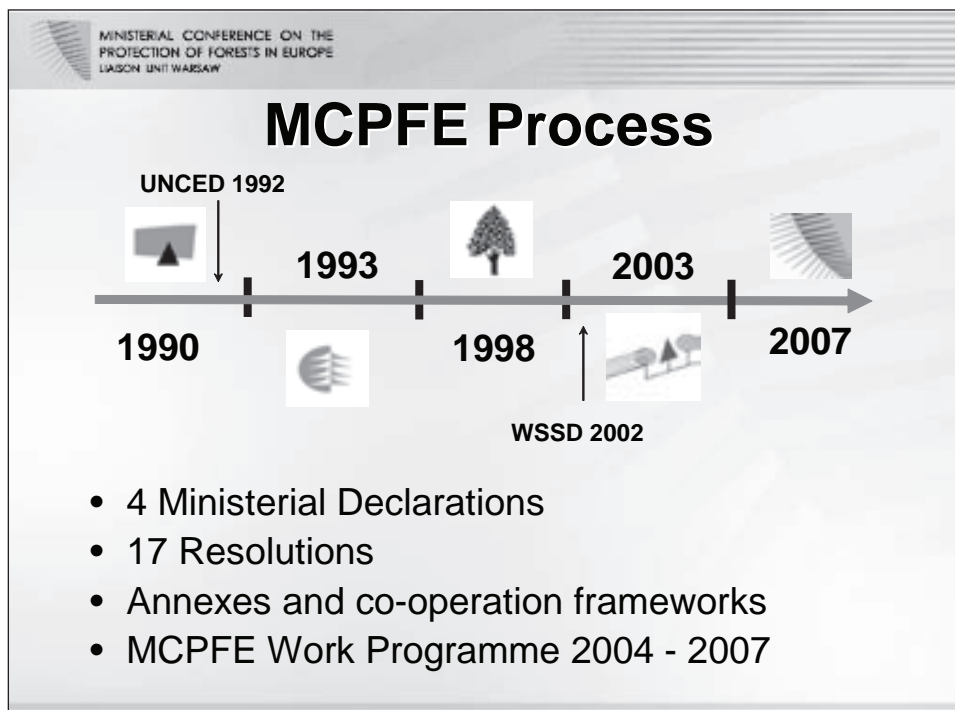 MINISTERIAL CONFERENCE ON THE
PROTECTION OF FORESTS IN EUROPE
LIAISON UNIT WARSAW
MCPFE Process
UNCED 1992
1993
2003
1990
1998
2007
WSSD 2002
• 4 Ministerial Declarations
• 17 Resolutions
• Annexes and co-operation frameworks
• MCPFE Work Programme 2004 - 2007